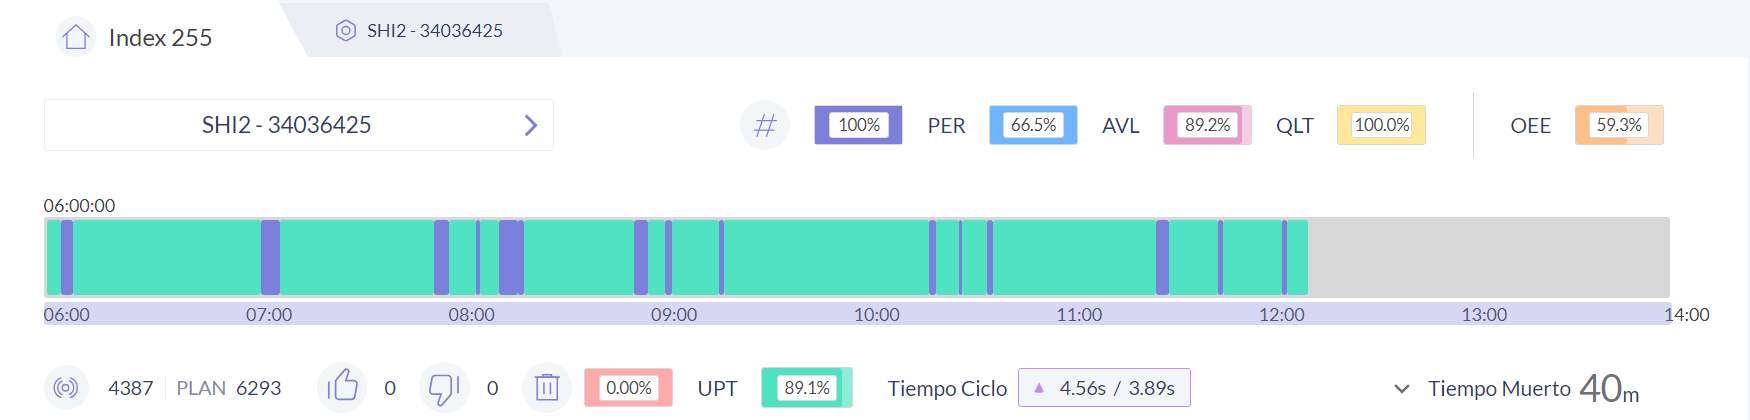 Index 255
SHI2 - 34036425
SHI2 - 34036425
# 100% PER 66.5% AVL 89.2% QLT 100.0% OEE 59.3%
06:00:00
06:00 07:00 08:00 09:00 10:00 11:00 12:00 13:00 14:00
4387 PLAN 6293 0 0 0.00% UPT 89.1% Tiempo Ciclo 4.56s / 3.89s Tiempo Muerto 40m